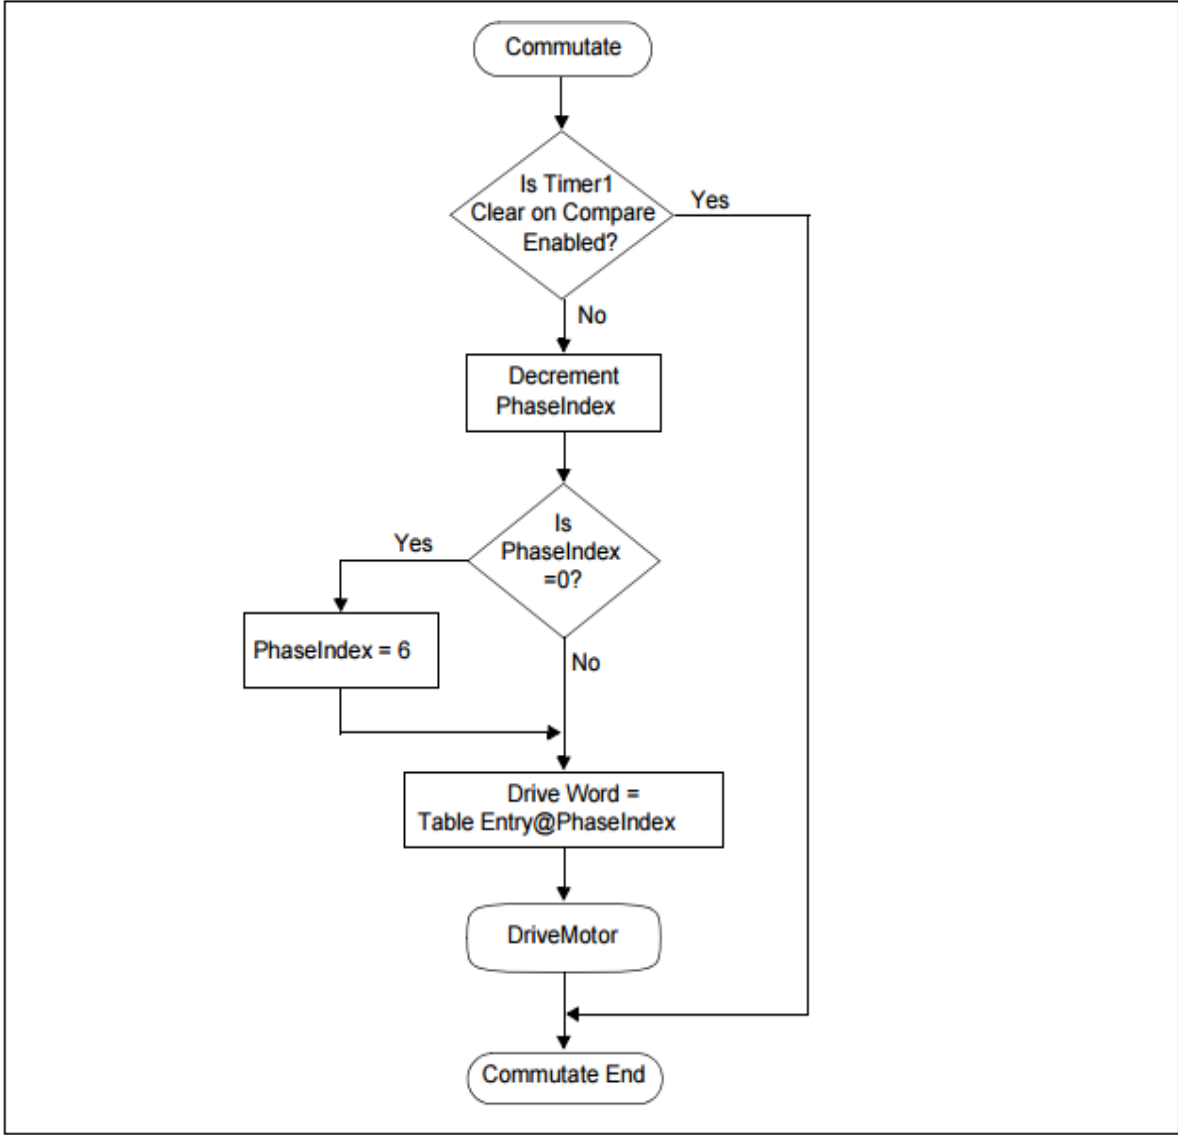 Commutate
Is Timer1
Clear on Compare
Enabled?
Yes
No
Decrement
PhaseIndex
Is
PhaseIndex
=0?
Yes
PhaseIndex = 6
No
Drive Word =
Table Entry@PhaseIndex
DriveMotor
Commutate End